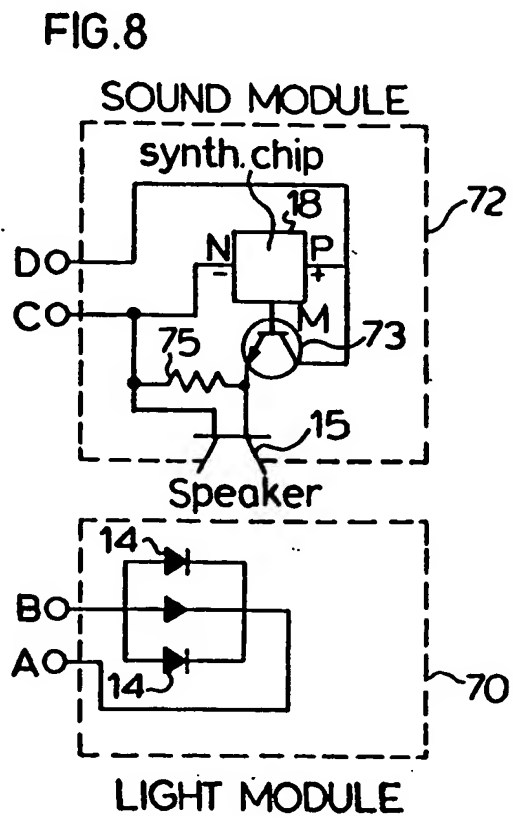 FIG.8
SOUND MODULE
synth.chip
18
72
N
P
-
+
D
C
M
73
75
15
Speaker
14
B
A
14
70
LIGHT MODULE